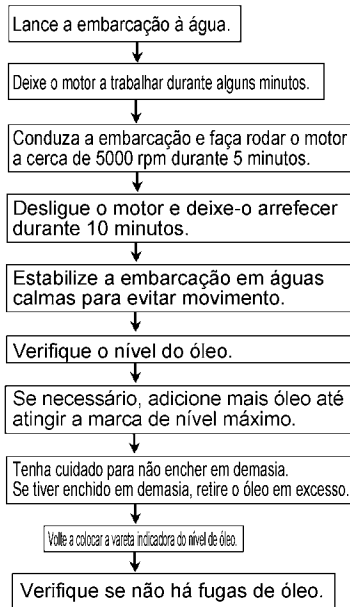 Lance a embarcação à água.
Deixe o motor a trabalhar durante alguns minutos.
Conduza a embarcação e faça rodar o motor
a cerca de 5000 rpm durante 5 minutos.
Desligue o motor e deixe-o arrefecer
durante 10 minutos.
Estabilize a embarcação em águas
calmas para evitar movimento.
Verifique o nível do óleo.
Se necessário, adicione mais óleo até
atingir a marca de nível máximo.
Tenha cuidado para não encher em demasia.
Se tiver enchido em demasia, retire o óleo em excesso.
Volte a colocar a vareta indicadora do nível de óleo.
Verifique se não há fugas de óleo.